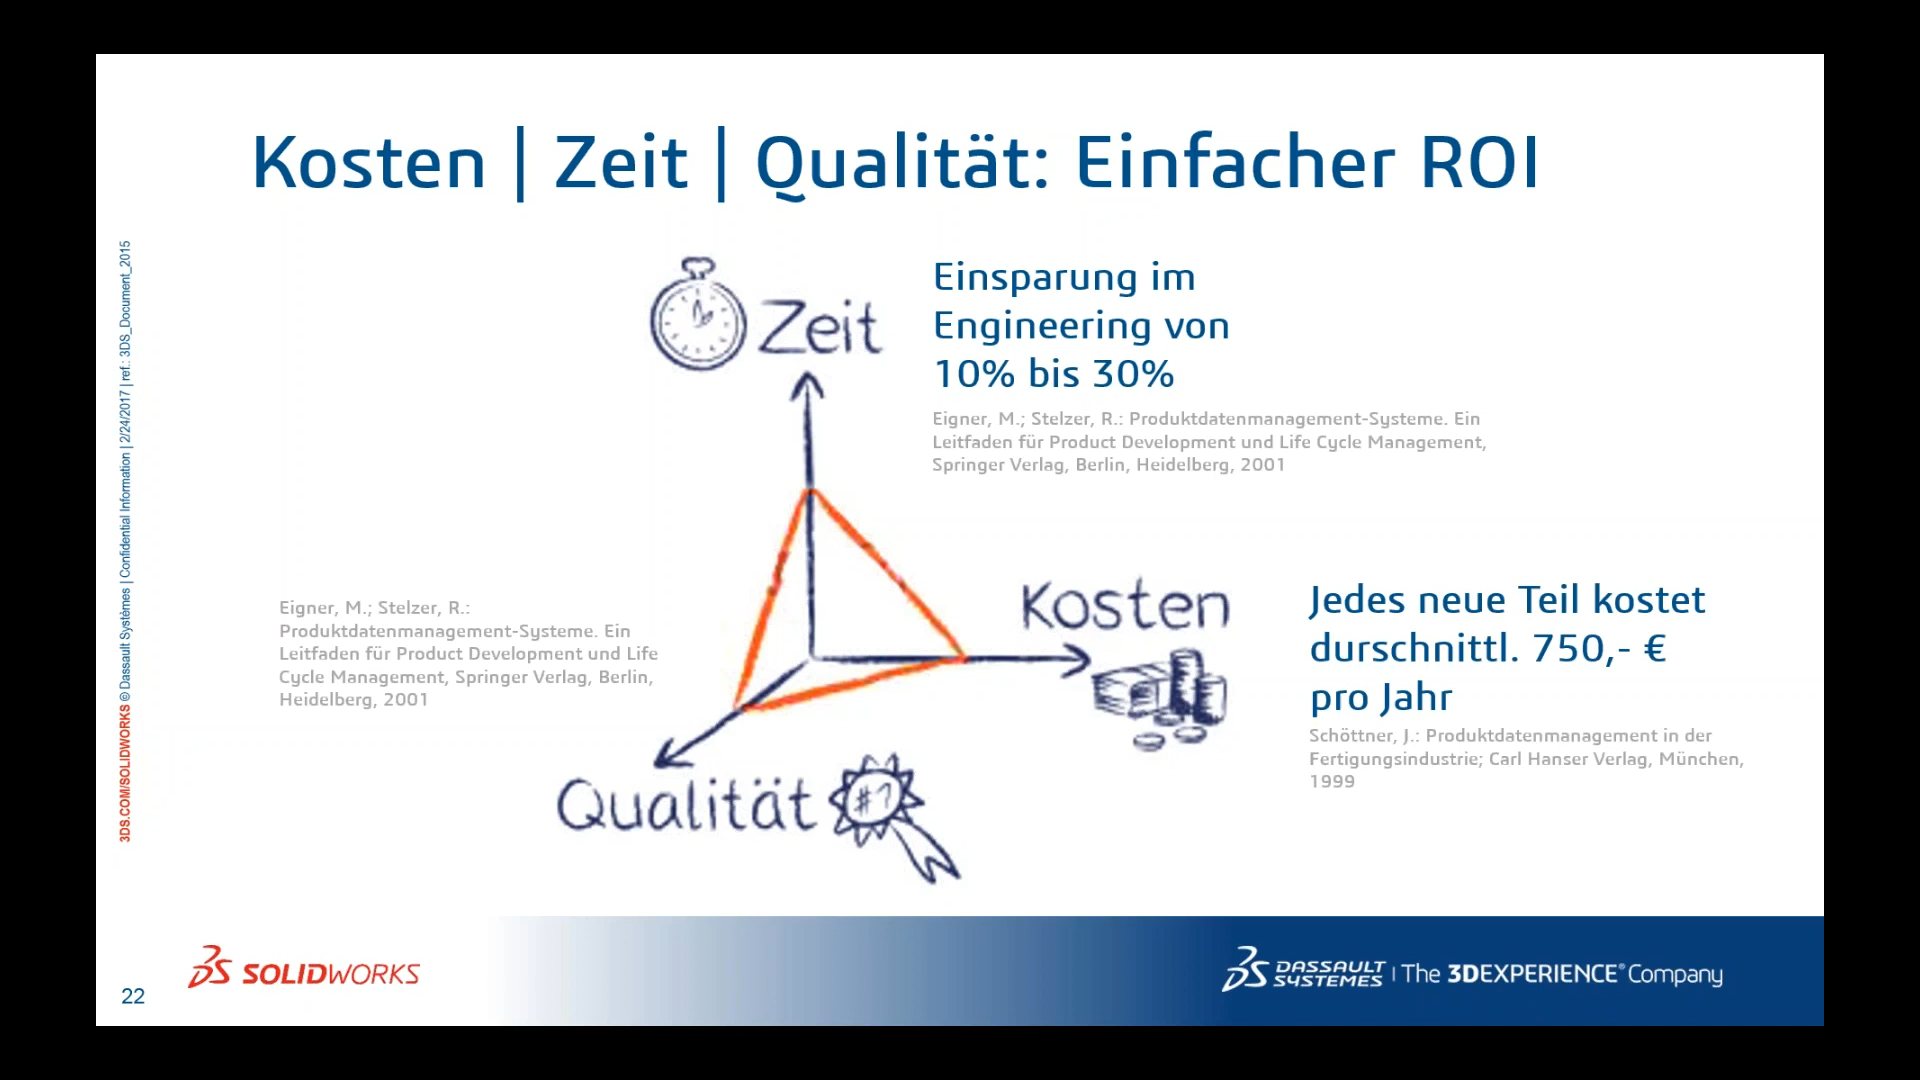 Kosten | Zeit | Qualität: Einfacher ROI
3DS.COM/SOLIDWORKS © Dassault Systèmes | Confidential Information | 2/24/2017 | ref.: 3DS_Document_2015
Zeit
Einsparung im
Engineering von
10% bis 30%
Eigner, M.; Stelzer, R.: Produktdatenmanagement-Systeme. Ein
Leitfaden für Product Development und Life Cycle Management,
Springer Verlag, Berlin, Heidelberg, 2001
Kosten
Jedes neue Teil kostet
durschnittl. 750,- €
pro Jahr
Schöttner, J.: Produktdatenmanagement in der
Fertigungsindustrie; Carl Hanser Verlag, München,
1999
Eigner, M.; Stelzer, R.:
Produktdatenmanagement-Systeme. Ein
Leitfaden für Product Development und Life
Cycle Management, Springer Verlag, Berlin,
Heidelberg, 2001
Qualität
#1
22
SOLIDWORKS
DASSAULT SYSTEMES | The 3DEXPERIENCE® Company